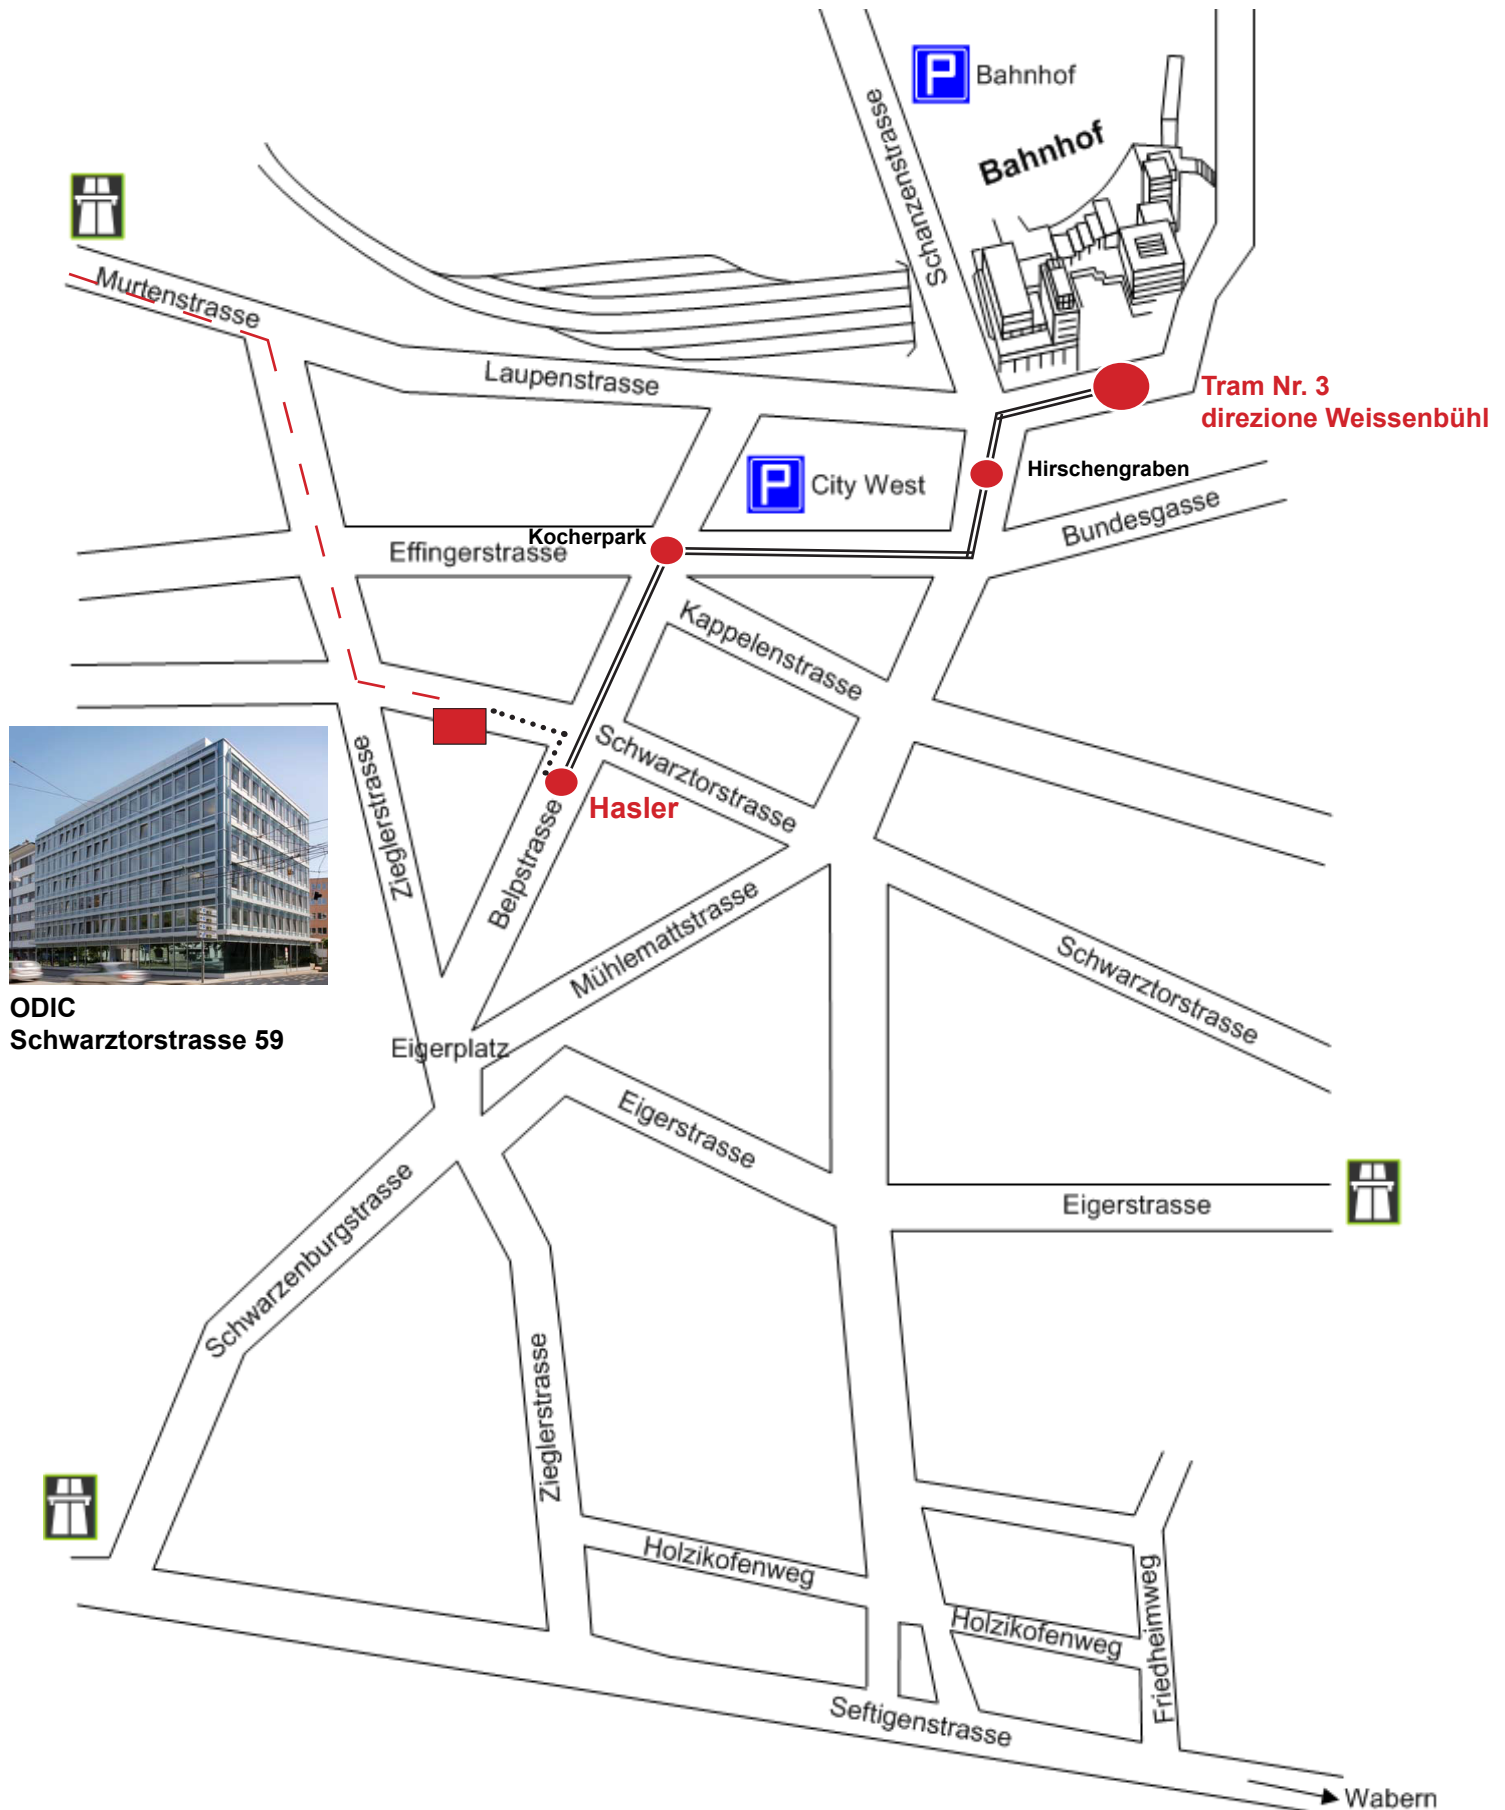 P
Bahnhof
Bahnhof
Schanzenstrasse
Murtenstrasse
Laupenstrasse
Tram Nr. 3
direzione Weissenbühl
P
City West
Hirschengraben
Bundesgasse
Kocherpark
Effingerstrasse
Kappelenstrasse
Schwarztorstrasse
Zieglerstrasse
Hasler
Belpstrasse
Mühlemattstrasse
Schwarztorstrasse
ODIC
Schwarztorstrasse 59
Eigerplatz
Eigerstrasse
Eigerstrasse
Schwarzenburgstrasse
Zieglerstrasse
Holzikofenweg
Holzikofenweg
Friedheimweg
Seftigenstrasse
Wabern